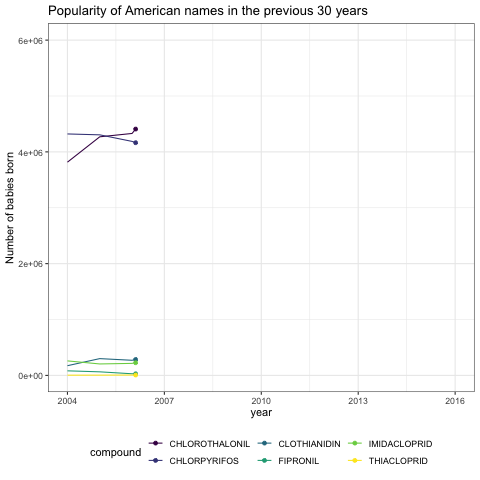 Popularity of American names in the previous 30 years
Number of babies born
6e+06
4e+06
2e+06
0e+00
2004 2007 2010 2013 2016
year
compound
CHLOROTHALONIL CLOTHIANIDIN IMIDACLOPRID
CHLORPYRIFOS FIPRONIL THIACLOPRID